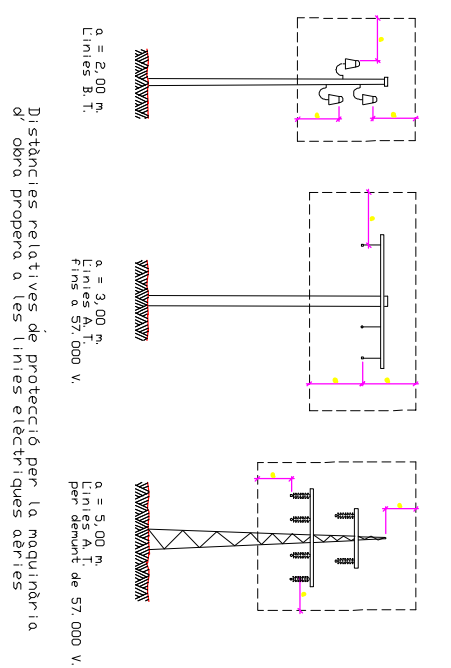 a = 2,00 m.
Línies B.T.
a = 3,00 m.
Línies A.T.
fins a 57.000 V.
a = 5,00 m.
Línies A.T.
per demunt de 57.000 V.
Distàncies relatives de protecció per la maquinària
d' obra propera a les línies elèctriques aèries